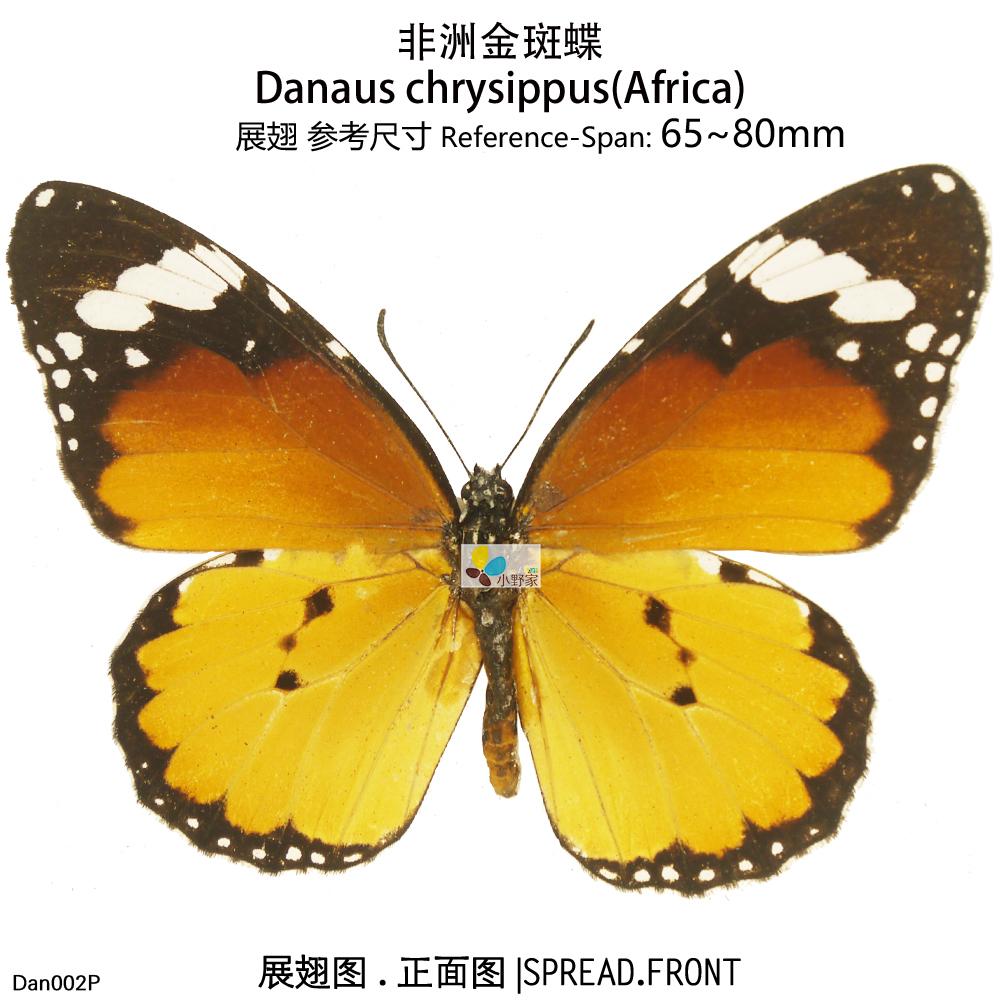 非洲金斑蝶
Danaus chrysippus(Africa)
展翅 参考尺寸 Reference-Span: 65~80mm
小野家
展翅图 . 正面图 |SPREAD.FRONT
Dan002P